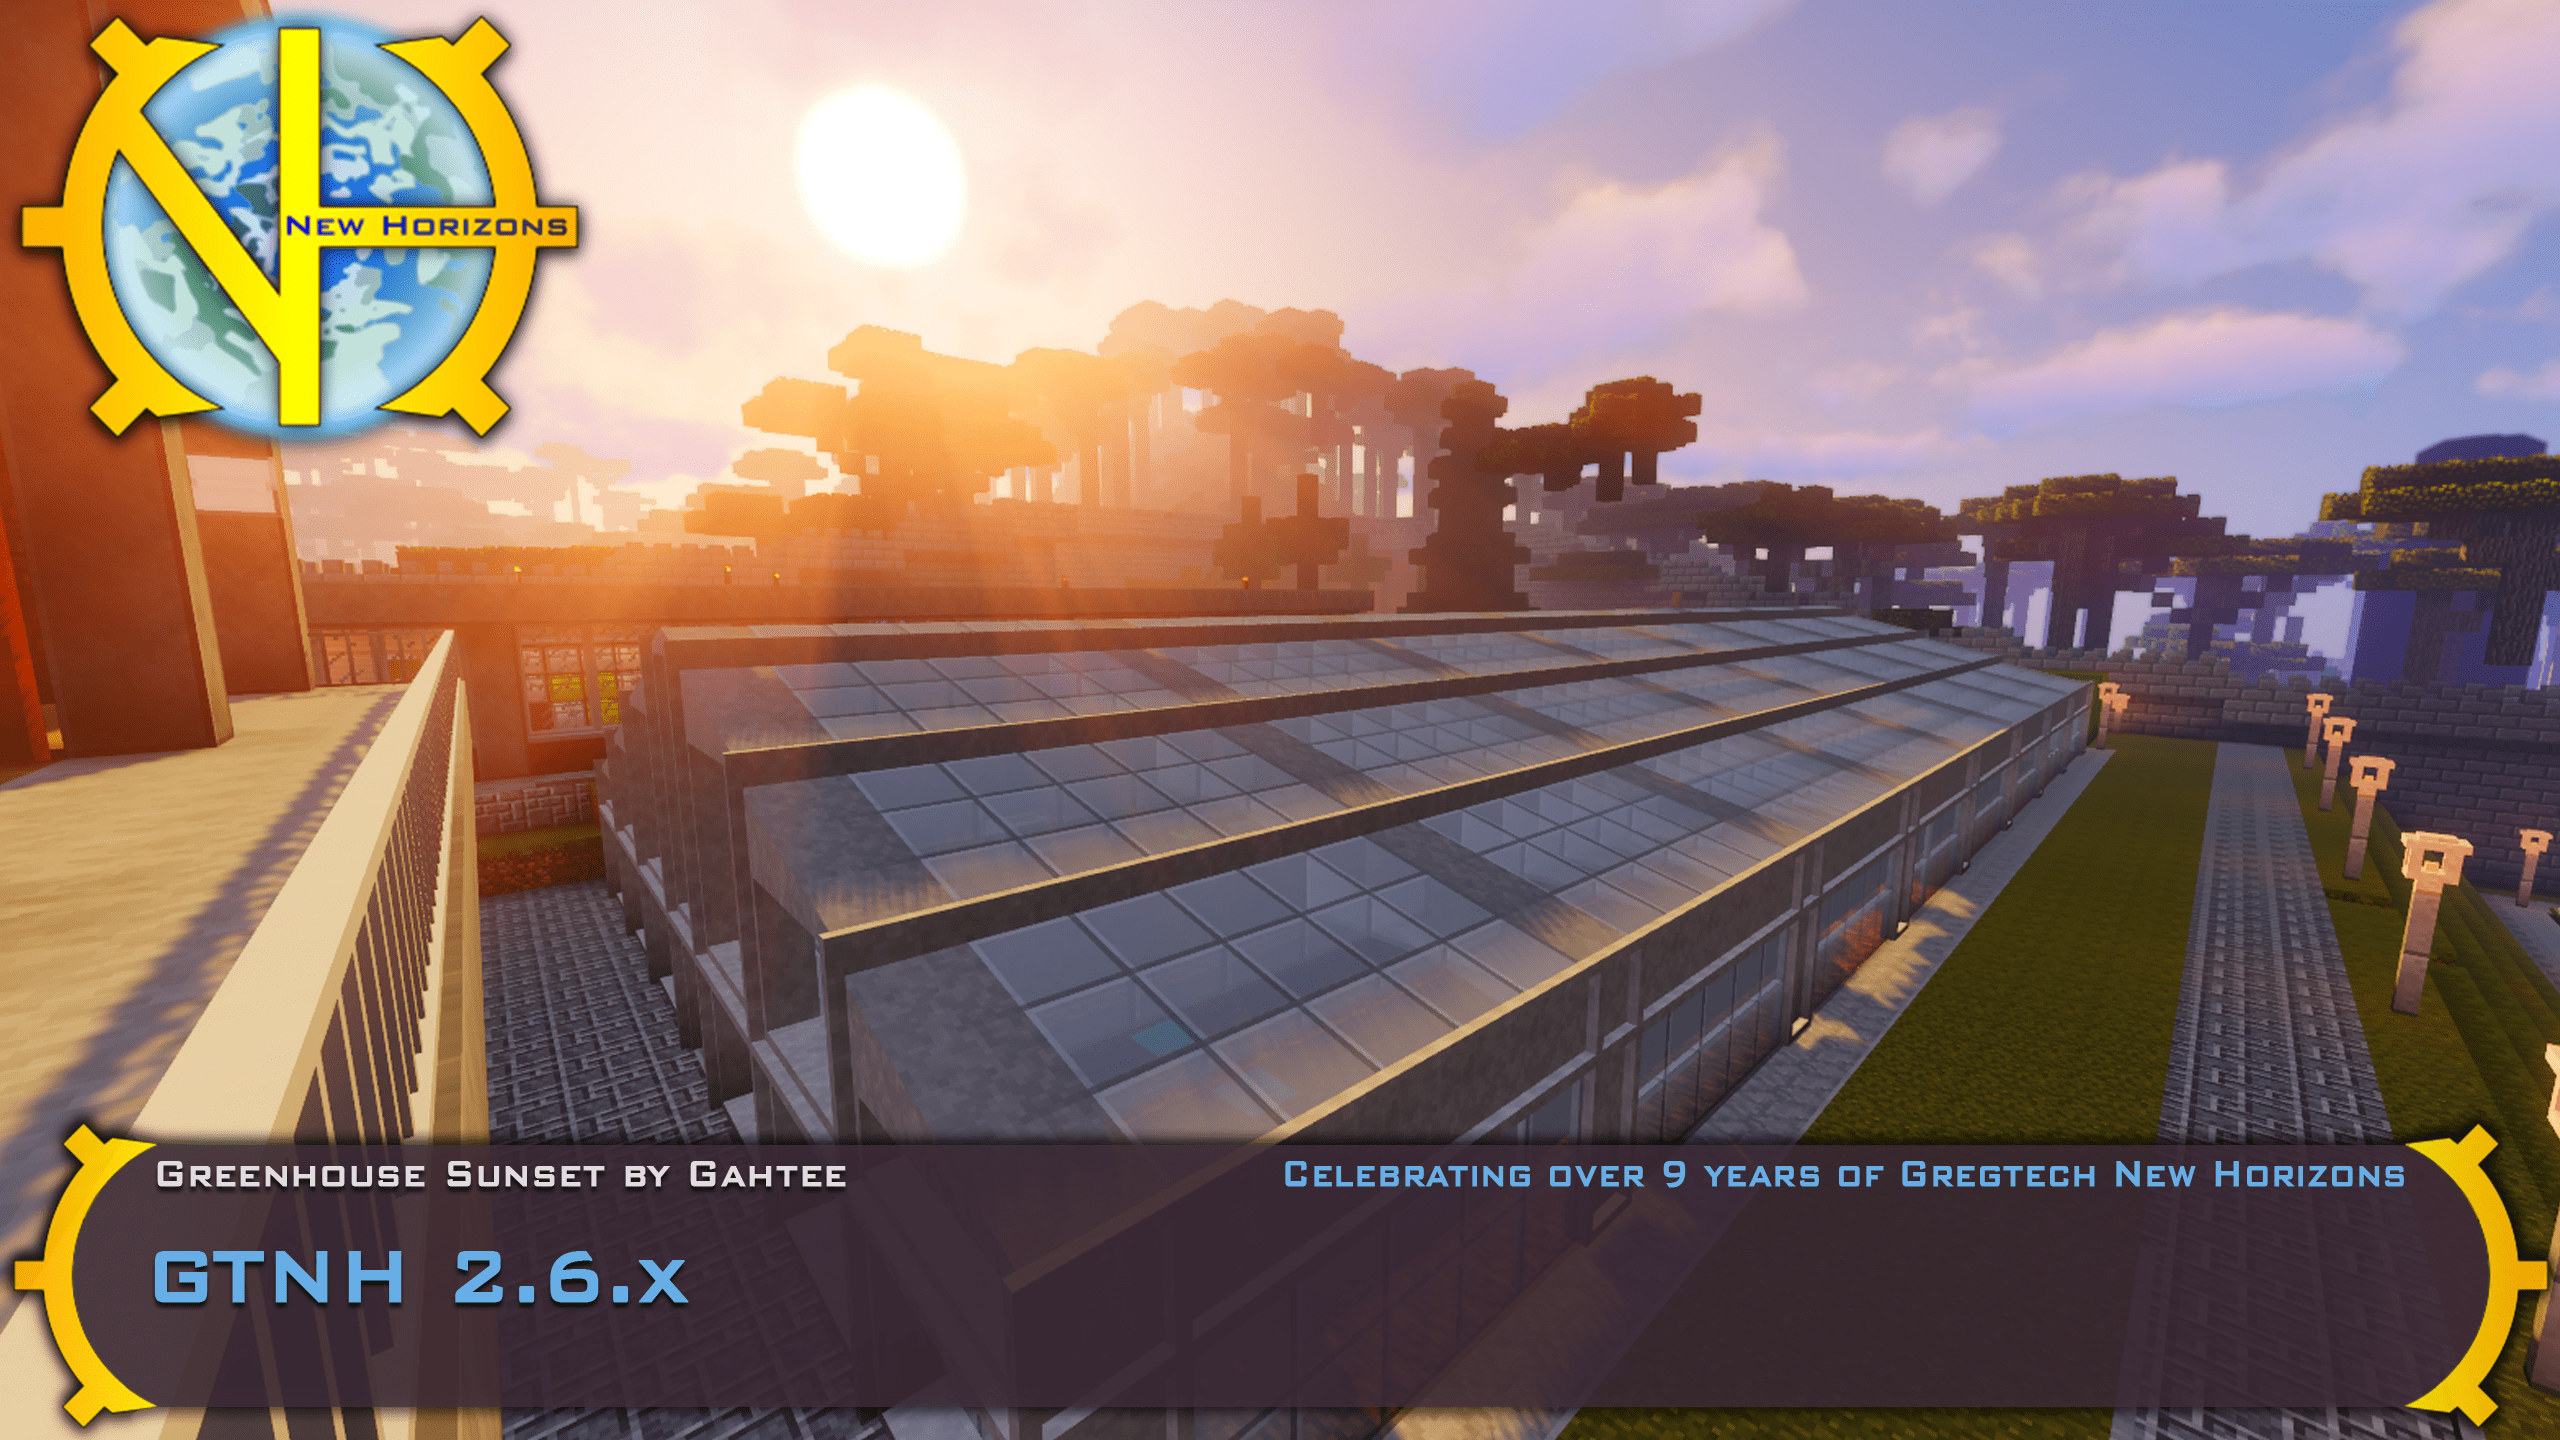 New Horizons
Greenhouse Sunset by Gahtee
Celebrating over 9 years of Gregtech New Horizons
GTNH 2.6.x